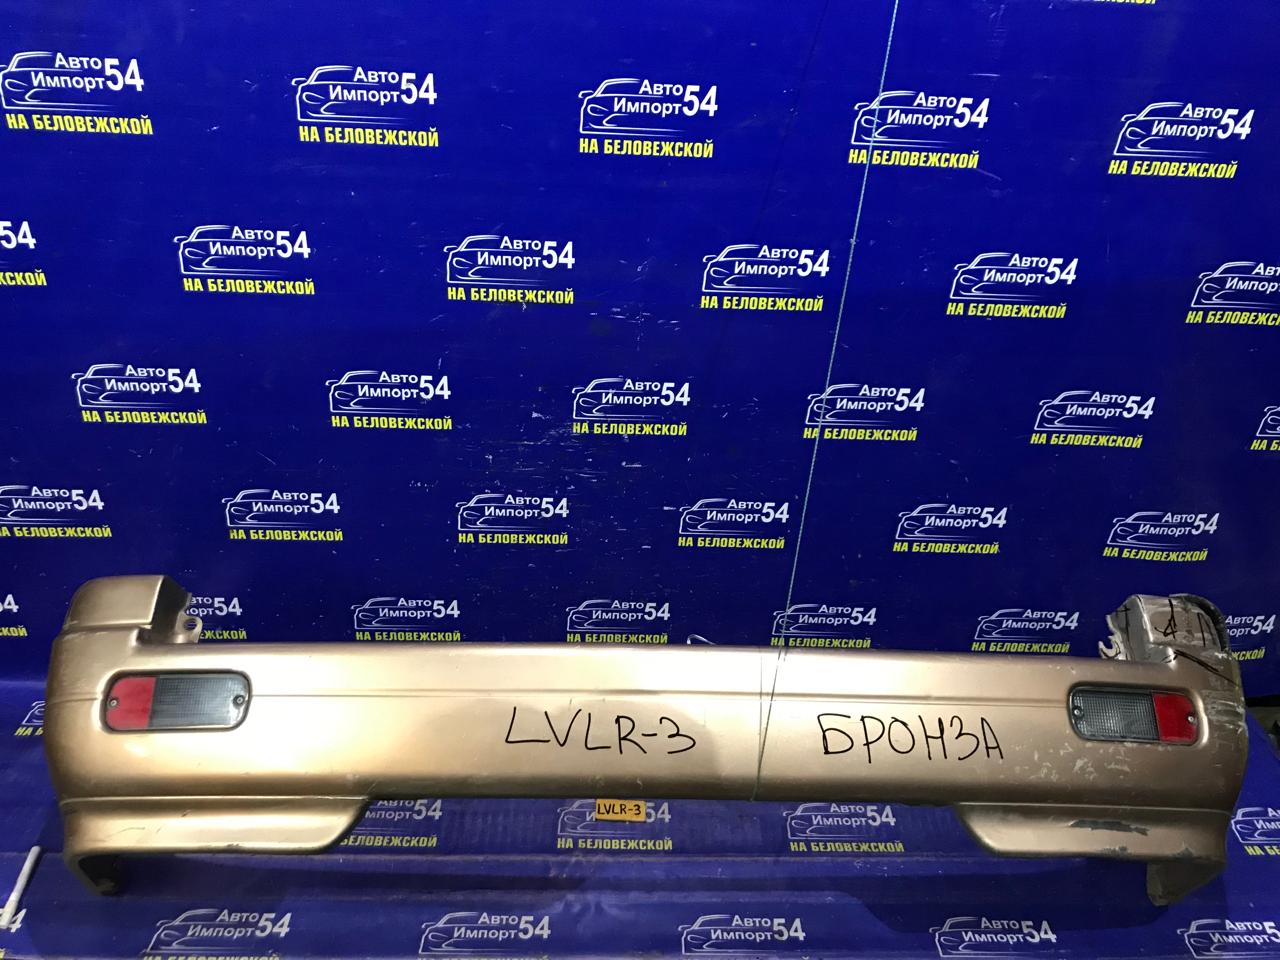 Авто
Импорт54
НА БЕЛОВЕЖСКОЙ
LVLR-3
БРОНЗА
LVLR-3